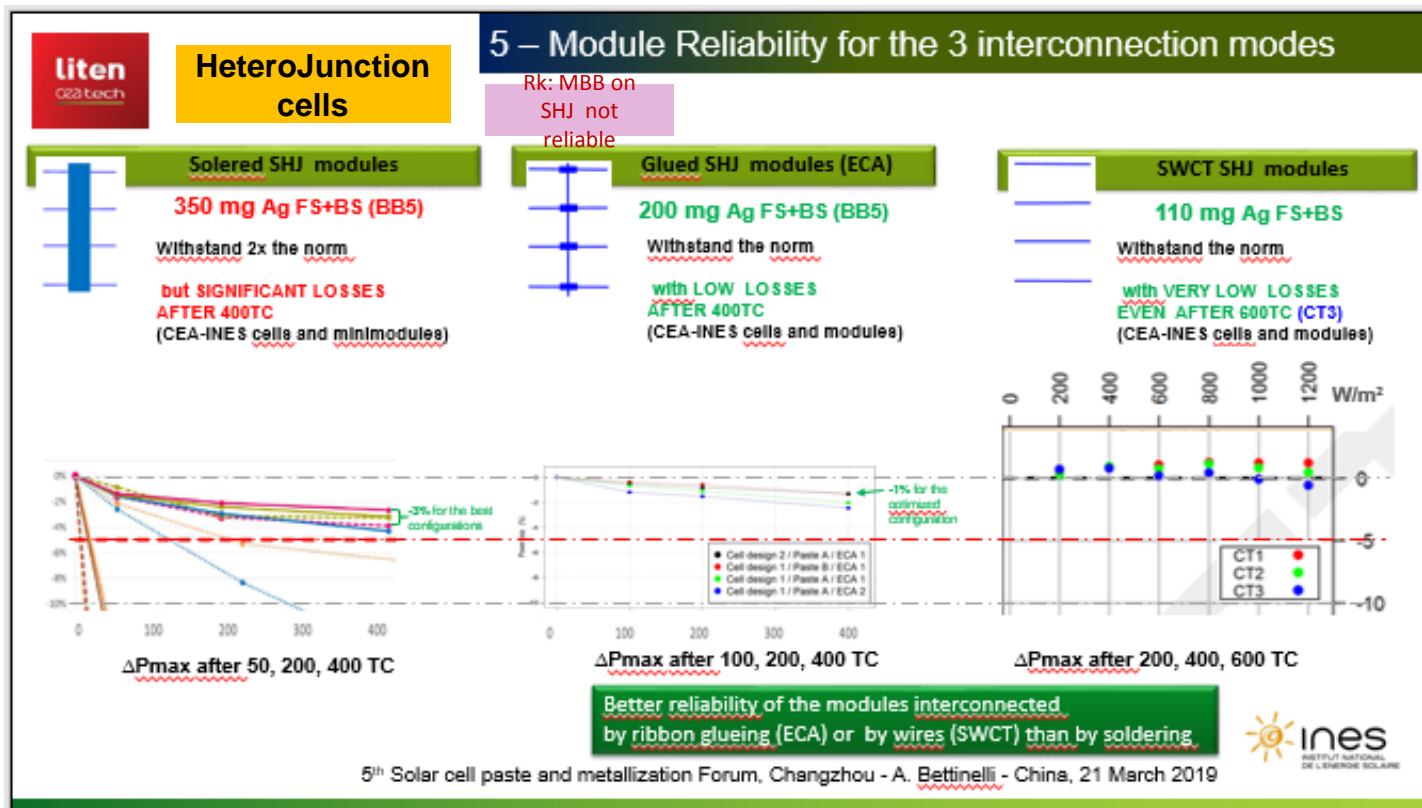 liten
ceatech
HeteroJunction
cells
5 – Module Reliability for the 3 interconnection modes
Rk: MBB on
SHJ not
reliable
Solered SHJ modules
350 mg Ag FS+BS (BB5)
Withstand 2x the norm
but SIGNIFICANT LOSSES
AFTER 400TC
(CEA-INES cells and minimodules)
Glued SHJ modules (ECA)
200 mg Ag FS+BS (BB5)
Withstand the norm
with LOW LOSSES
AFTER 400TC
(CEA-INES cells and modules)
SWCT SHJ modules
110 mg Ag FS+BS
Withstand the norm
with VERY LOW LOSSES
EVEN AFTER 600TC (CT3)
(CEA-INES cells and modules)
0%
-2%
-4%
-6%
-8%
-10%
-3% for the best
configurations
0 100 200 300 400
ΔPmax after 50, 200, 400 TC
-1% for the
optimised
configuration
Cell design 2 / Paste A / ECA 1
Cell design 1 / Paste B / ECA 1
Cell design 1 / Paste A / ECA 1
Cell design 1 / Paste A / ECA 2
0 100 200 300 400
ΔPmax after 100, 200, 400 TC
0 200 400 600 800 1000 1200 W/m²
0
-5
-10
CT1
CT2
CT3
ΔPmax after 200, 400, 600 TC
Better reliability of the modules interconnected
by ribbon glueing (ECA) or by wires (SWCT) than by soldering
5th Solar cell paste and metallization Forum, Changzhou - A. Bettinelli - China, 21 March 2019
ines
INSTITUT NATIONAL
DE L'ENERGIE SOLAIRE